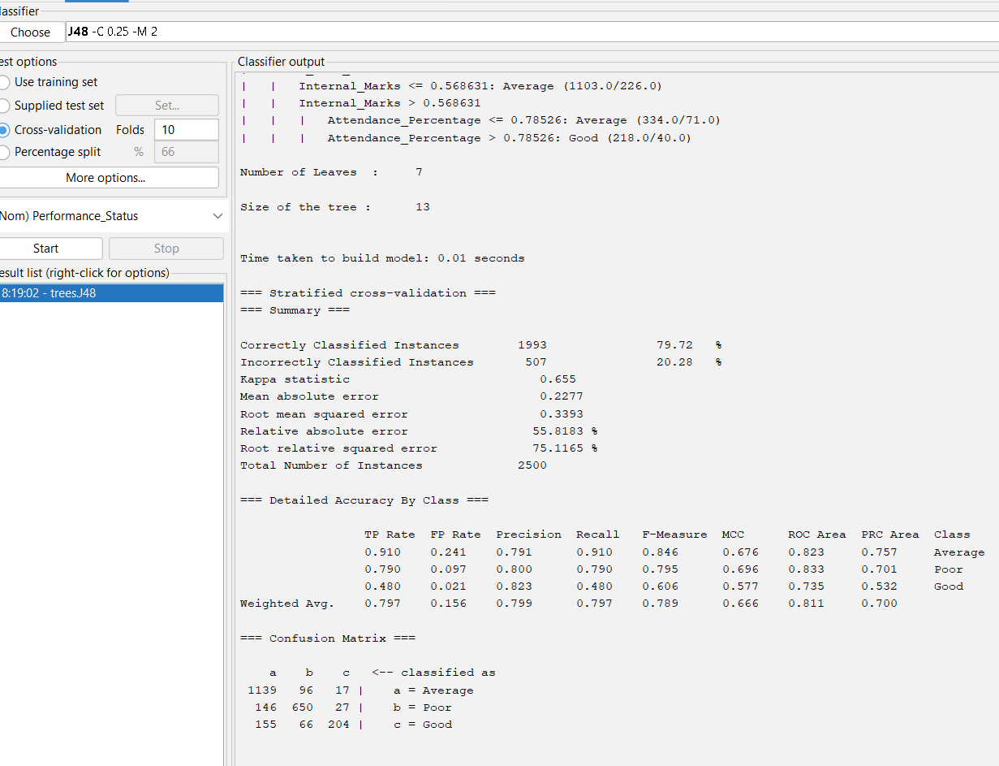 lassifier
Choose J48 -C 0.25 -M 2
est options
Use training set
Supplied test set Set...
Cross-validation Folds 10
Percentage split % 66
More options...
Nom) Performance_Status
Start Stop
esult list (right-click for options)
8:19:02 - trees.J48
Classifier output
| | Internal_Marks <= 0.568631: Average (1103.0/226.0)
| | Internal_Marks > 0.568631
| | | Attendance_Percentage <= 0.78526: Average (334.0/71.0)
| | | Attendance_Percentage > 0.78526: Good (218.0/40.0)
Number of Leaves : 7
Size of the tree : 13
Time taken to build model: 0.01 seconds
=== Stratified cross-validation ===
=== Summary ===
Correctly Classified Instances 1993 79.72 %
Incorrectly Classified Instances 507 20.28 %
Kappa statistic 0.655
Mean absolute error 0.2277
Root mean squared error 0.3393
Relative absolute error 55.8183 %
Root relative squared error 75.1165 %
Total Number of Instances 2500
=== Detailed Accuracy By Class ===
TP Rate FP Rate Precision Recall F-Measure MCC ROC Area PRC Area Class
0.910 0.241 0.791 0.910 0.846 0.676 0.823 0.757 Average
0.790 0.097 0.800 0.790 0.795 0.696 0.833 0.701 Poor
0.480 0.021 0.823 0.480 0.606 0.577 0.735 0.532 Good
Weighted Avg. 0.797 0.156 0.799 0.797 0.789 0.666 0.811 0.700
=== Confusion Matrix ===
a b c <-- classified as
1139 96 17 | a = Average
146 650 27 | b = Poor
155 66 204 | c = Good